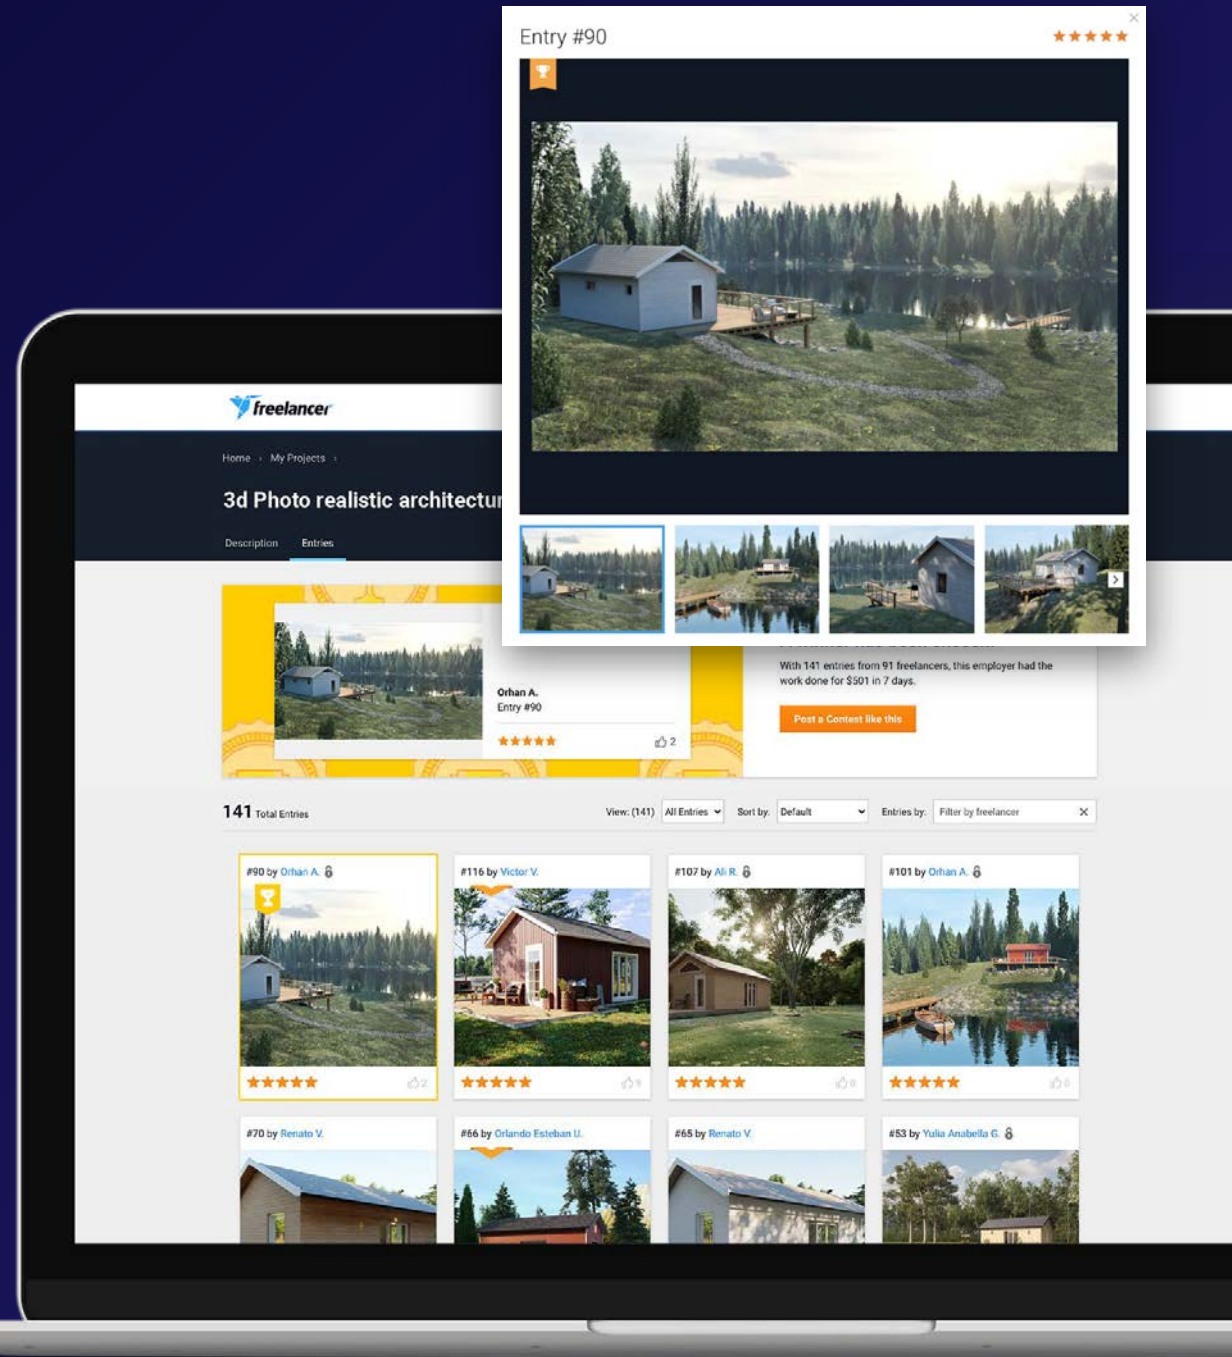 Entry #90
freelancer
Home › My Projects ›
3d Photo realistic architectur
Description Entries
With 141 entries from 91 freelancers, this employer had the
work done for $501 in 7 days.
Orhan A.
Entry #90
2
Post a Contest like this
141 Total Entries
View: (141) All Entries Sort by: Default Entries by: Filter by freelancer
#90 by Orhan A.
#116 by Victor V.
#107 by Ali R.
#101 by Orhan A.
2
9
0
0
#70 by Renato V.
#66 by Orlando Esteban U.
#65 by Renato V.
#53 by Yulia Anabella G.